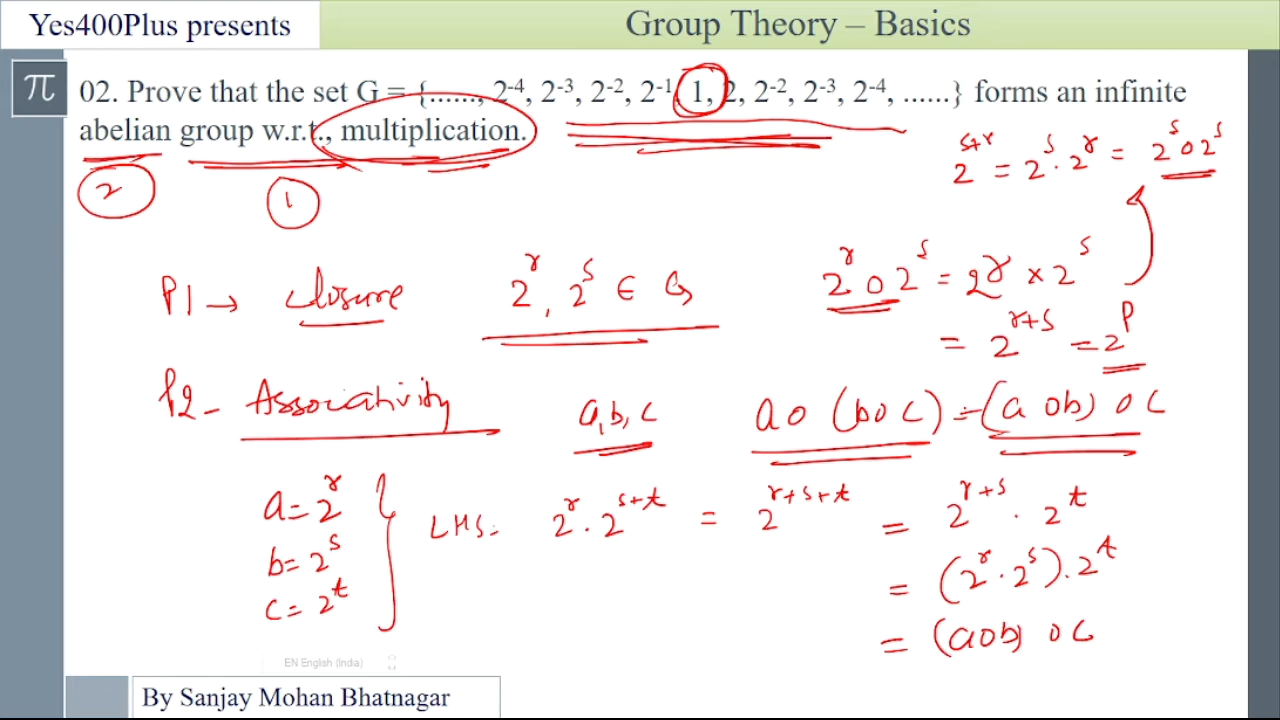 Yes400Plus presents
Group Theory – Basics
π
02. Prove that the set G = {......, 2⁻⁴, 2⁻³, 2⁻², 2⁻¹, 1, 2, 2⁻², 2⁻³, 2⁻⁴, ......} forms an infinite
abelian group w.r.t., multiplication.
2
1
2^(s+r) = 2^s · 2^r = 2^s o 2^s
P1 → Closure 2^r, 2^s ∈ G 2^r o 2^s = 2^r × 2^s
= 2^(r+s) = 2^p
P2 – Associativity a, b, c a o (b o c) = (a o b) o c
a = 2^r
b = 2^s
c = 2^t
LHS = 2^r · 2^(s+t) = 2^(r+s+t) = 2^(r+s) · 2^t
= (2^r · 2^s) · 2^t
= (a o b) o c
EN English (India)
By Sanjay Mohan Bhatnagar